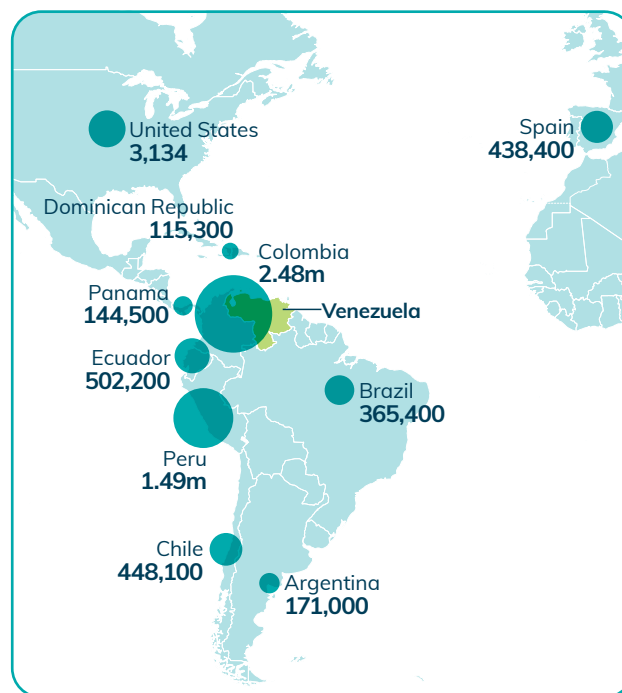 United States
3,134
Spain
438,400
Dominican Republic
115,300
Colombia
2.48m
Panama
144,500
Venezuela
Ecuador
502,200
Brazil
365,400
Peru
1.49m
Chile
448,100
Argentina
171,000